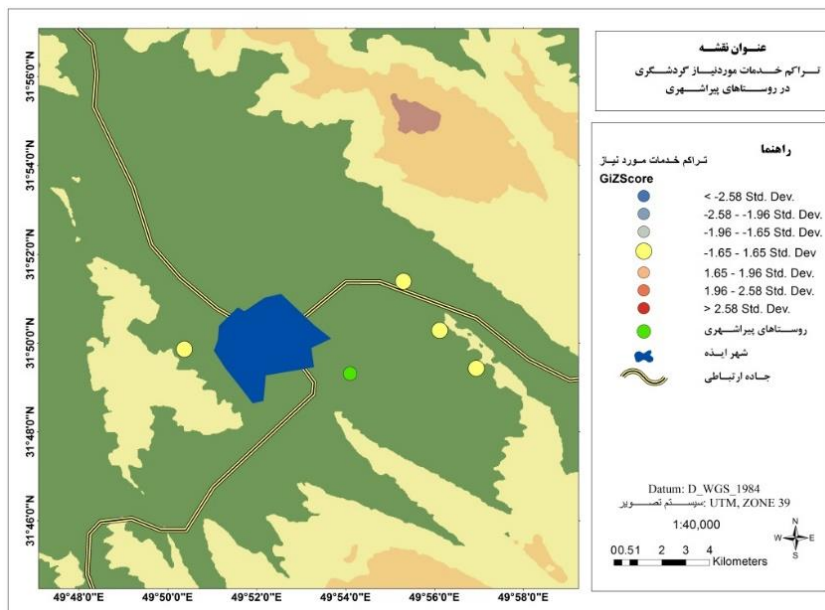 عنوان نقشه
تراکم خدمات موردنیاز گردشگری
در روستاهای پیراشهری
راهنما
تراکم خدمات مورد نیاز
GiZScore
< -2.58 Std. Dev.
-2.58 - -1.96 Std. Dev.
-1.96 - -1.65 Std. Dev.
-1.65 - 1.65 Std. Dev
1.65 - 1.96 Std. Dev.
1.96 - 2.58 Std. Dev.
> 2.58 Std. Dev.
روستاهای پیراشهری
شهر ایذه
جاده ارتباطی
Datum: D_WGS_1984
سیستم تصویر: UTM, ZONE 39
1:40,000
N
W E
S
00.51 2 3 4
Kilometers
31°56'0"N
31°54'0"N
31°52'0"N
31°50'0"N
31°48'0"N
31°46'0"N
49°48'0"E 49°50'0"E 49°52'0"E 49°54'0"E 49°56'0"E 49°58'0"E